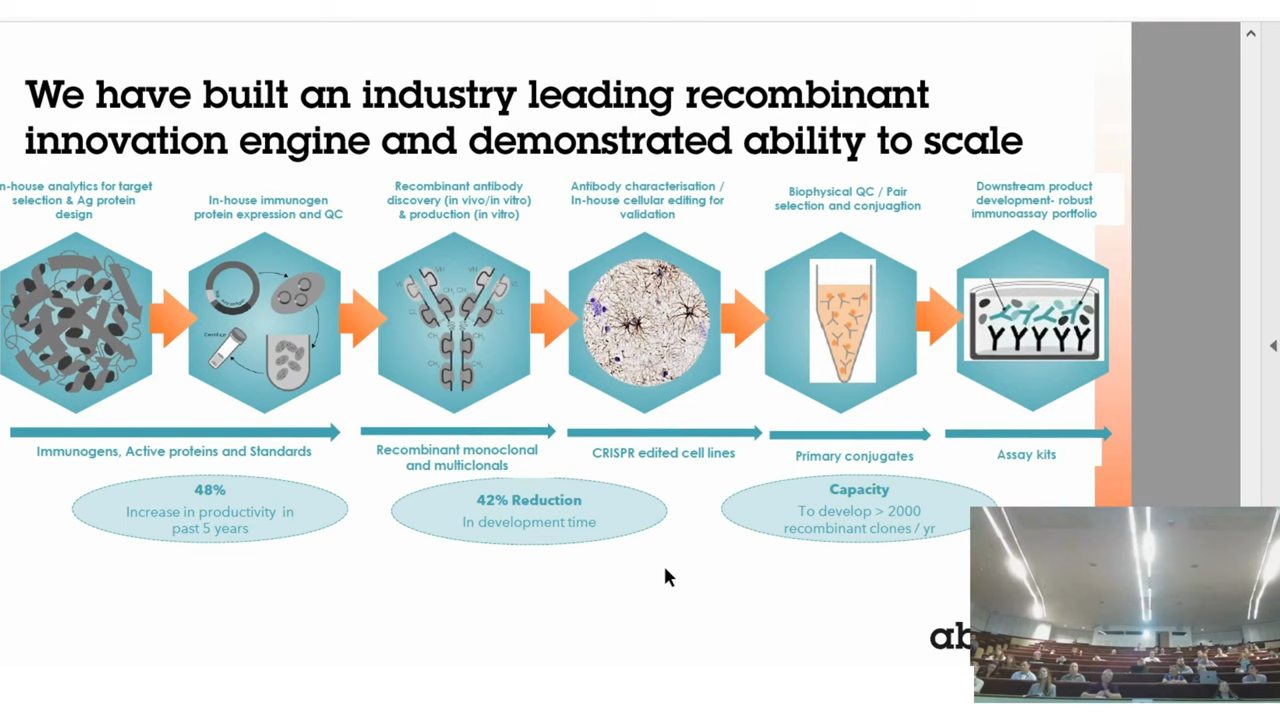 We have built an industry leading recombinant
innovation engine and demonstrated ability to scale
n-house analytics for target
selection & Ag protein
design
In-house immunogen
protein expression and QC
Recombinant antibody
discovery (in vivo/in vitro)
& production (in vitro)
Antibody characterisation /
In-house cellular editing for
validation
Biophysical QC / Pair
selection and conjuagtion
Downstream product
development- robust
immunoassay portfolio
Immunogens, Active proteins and Standards
Recombinant monoclonal
and multiclonals
CRISPR edited cell lines
Primary conjugates
Assay kits
48%
Increase in productivity in
past 5 years
42% Reduction
In development time
Capacity
To develop > 2000
recombinant clones / yr
ab